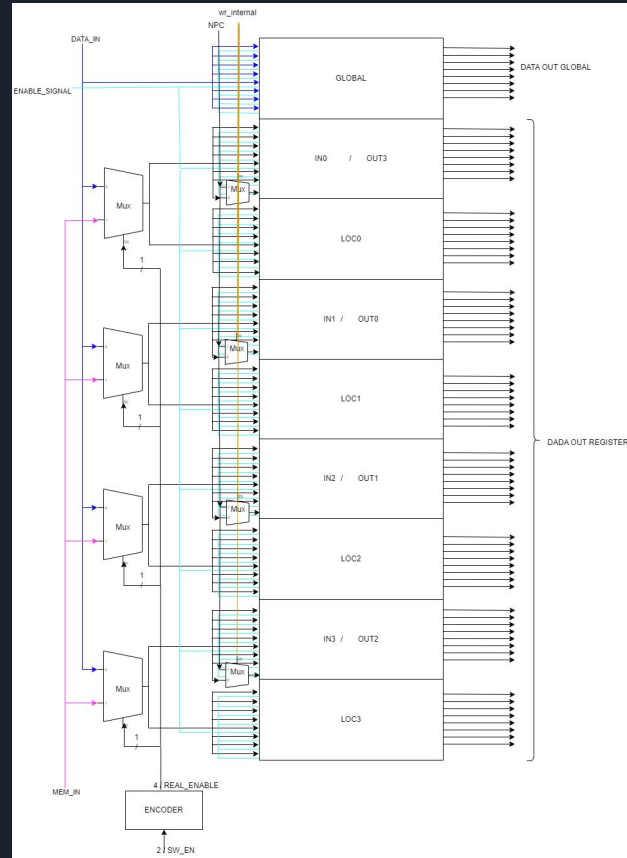 wr_internal
NPC
DATA_IN
ENABLE_SIGNAL
GLOBAL
DATA OUT GLOBAL
IN0 / OUT3
Mux
Mux
LOC0
1
/
IN1 / OUT0
Mux
Mux
LOC1
1
/
DADA OUT REGISTER
IN2 / OUT1
Mux
Mux
LOC2
1
/
IN3 / OUT2
Mux
Mux
LOC3
1
/
MEM_IN
4 / REAL_ENABLE
ENCODER
2 / SW_EN